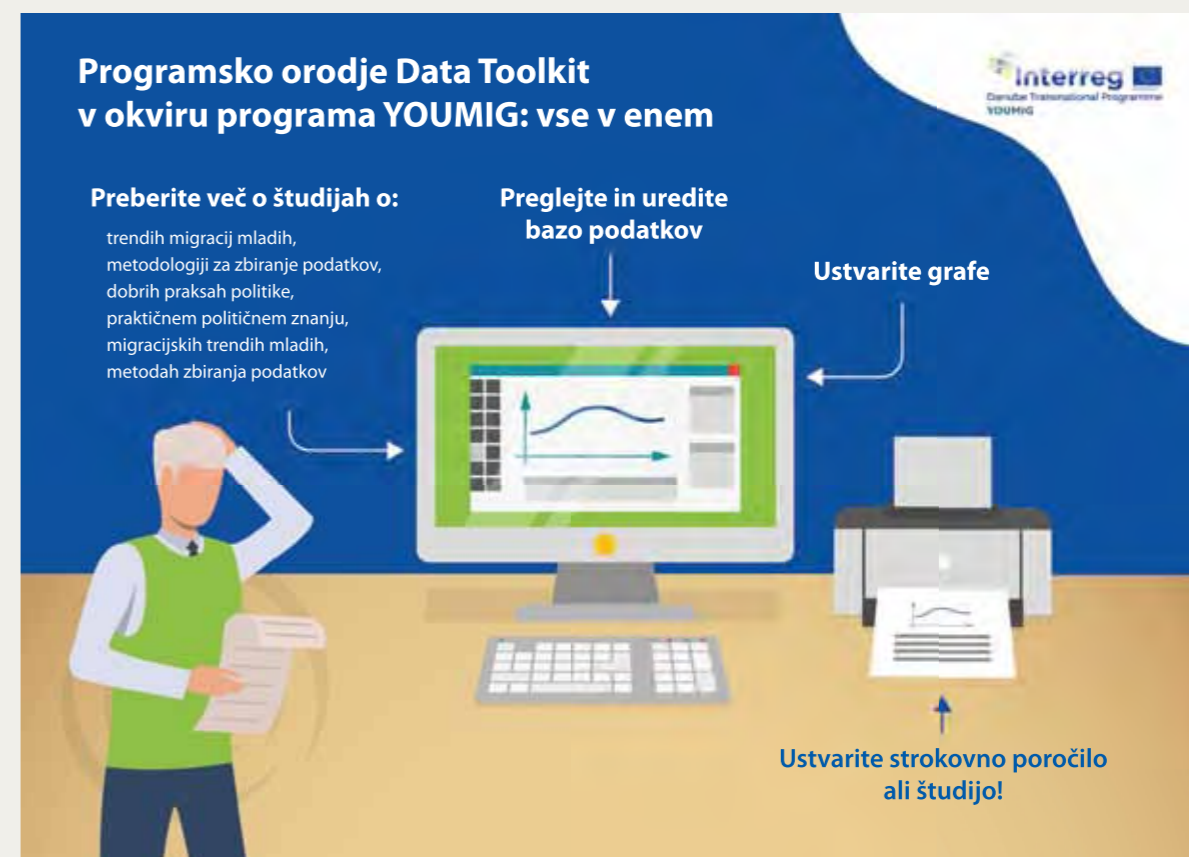 Programsko orodje Data Toolkit
v okviru programa YOUMIG: vse v enem
Interreg
Danube Transnational Programme
YOUMIG
Preberite več o študijah o:
trendih migracij mladih,
metodologiji za zbiranje podatkov,
dobrih praksah politike,
praktičnem političnem znanju,
migracijskih trendih mladih,
metodah zbiranja podatkov
Preglejte in uredite
bazo podatkov
Ustvarite grafe
Ustvarite strokovno poročilo
ali študijo!